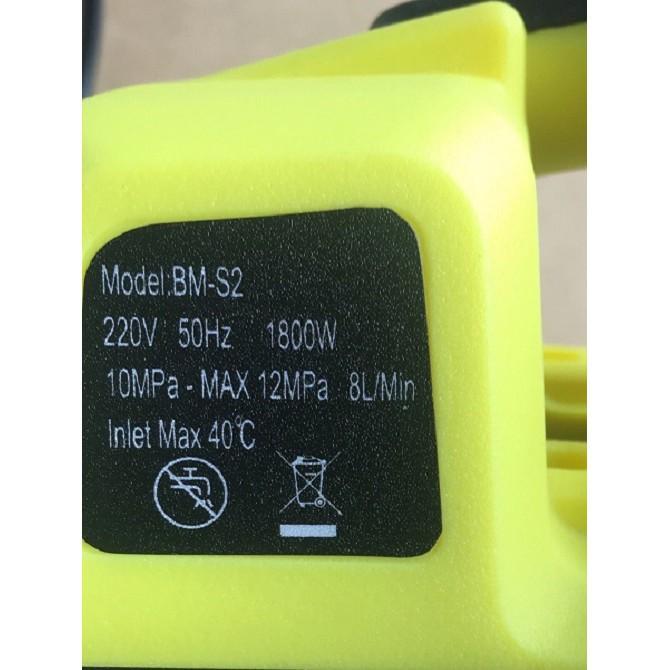 Model:BM-S2
220V 50Hz 1800W
10MPa - MAX 12MPa 8L/Min
Inlet Max 40℃